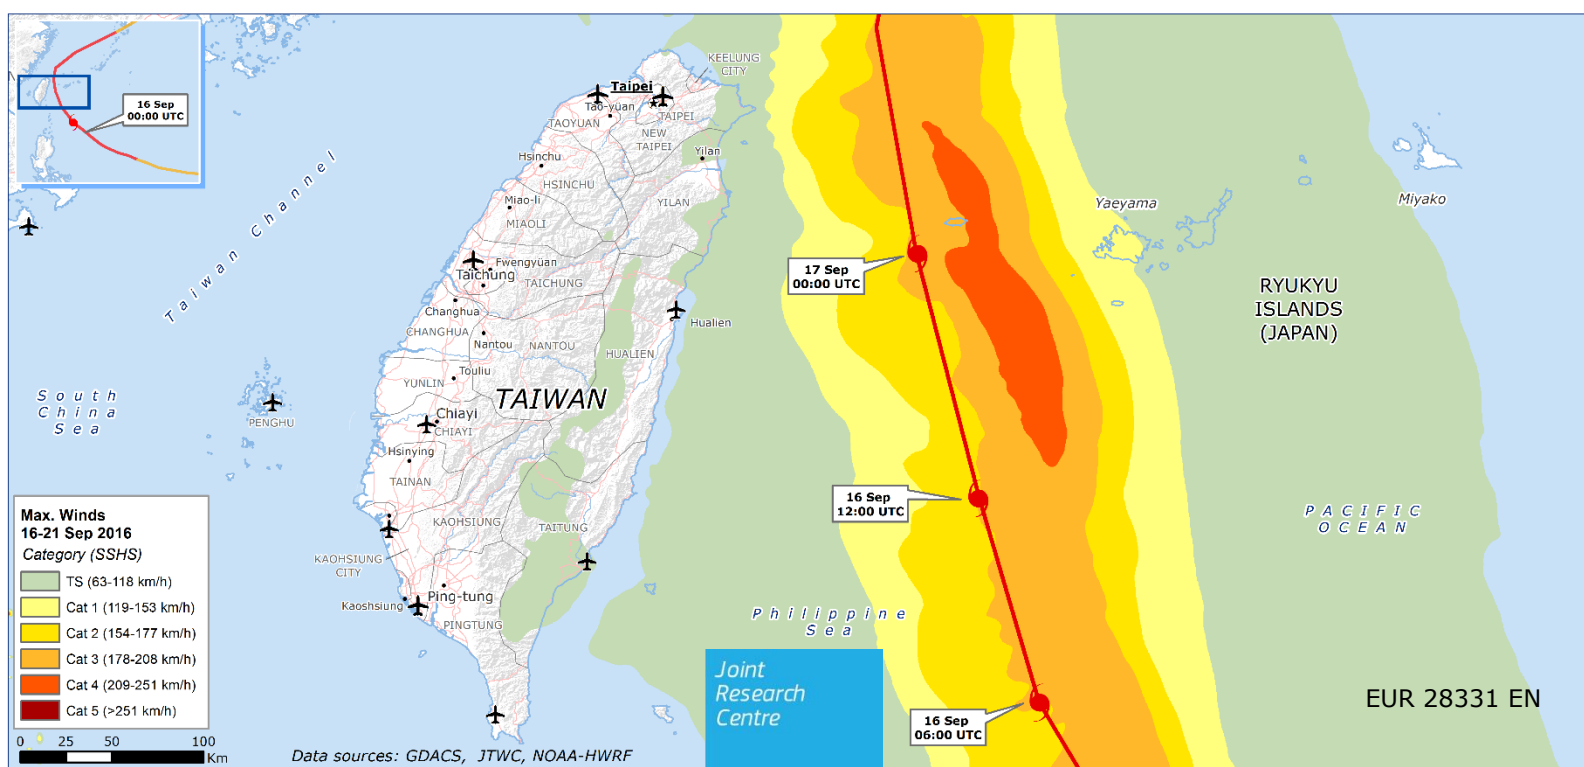 16 Sep
00:00 UTC
KEELUNG
CITY
Taipei
Tao-yüan
TAOYUAN
TAIPEI
NEW
TAIPEI
Yilan
Hsinchu
HSINCHU
Miao-li
MIAOLI
YILAN
Taiwan Channel
Fwengyüan
Taichung
TAICHUNG
Changhua
CHANGHUA
Nantou
NANTOU
Hualien
HUALIEN
Touliu
YUNLIN
TAIWAN
Chiayi
CHIAYI
PENGHU
South
China
Sea
Hsinying
TAINAN
KAOHSIUNG
TAITUNG
KAOHSIUNG
CITY
Kaoshsiung
Ping-tung
PINGTUNG
17 Sep
00:00 UTC
16 Sep
12:00 UTC
16 Sep
06:00 UTC
Yaeyama
Miyako
RYUKYU
ISLANDS
(JAPAN)
PACIFIC
OCEAN
Philippine
Sea
Max. Winds
16-21 Sep 2016
Category (SSHS)
TS (63-118 km/h)
Cat 1 (119-153 km/h)
Cat 2 (154-177 km/h)
Cat 3 (178-208 km/h)
Cat 4 (209-251 km/h)
Cat 5 (>251 km/h)
0 25 50 100
Km
Data sources: GDACS, JTWC, NOAA-HWRF
Joint
Research
Centre
EUR 28331 EN